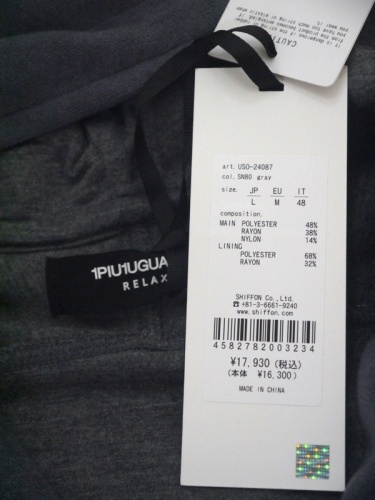 CAUTION
art. USO-24087
col. SN80 gray
size. JP EU IT
L M 48
composition.
MAIN POLYESTER 48%
RAYON 38%
NYLON 14%
LINING
POLYESTER 68%
RAYON 32%
SHIFFON Co.,Ltd.
☎ +81-3-6661-9240
www.shiffon.com
4582782003234
¥17,930 (税込)
(本体 ¥16,300)
MADE IN CHINA
1PIU1UGUA
RELAX